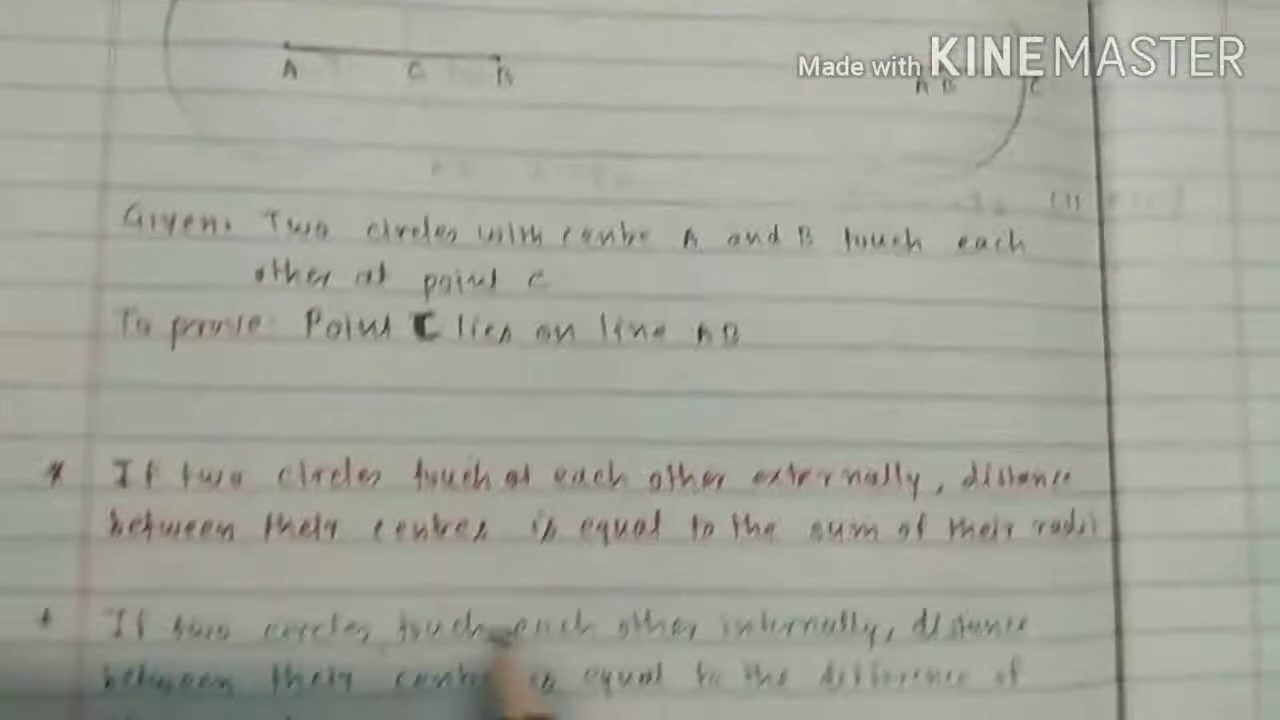 Made with KINEMASTER
A C B
A B C
Given. Two circles with centre A and B touch each
other at point C
To prove: Point C lies on line AB
* If two circles touch at each other externally, distance
between their centres is equal to the sum of their radii
* If two circles touch each other internally, distance
between their centre is equal to the difference of